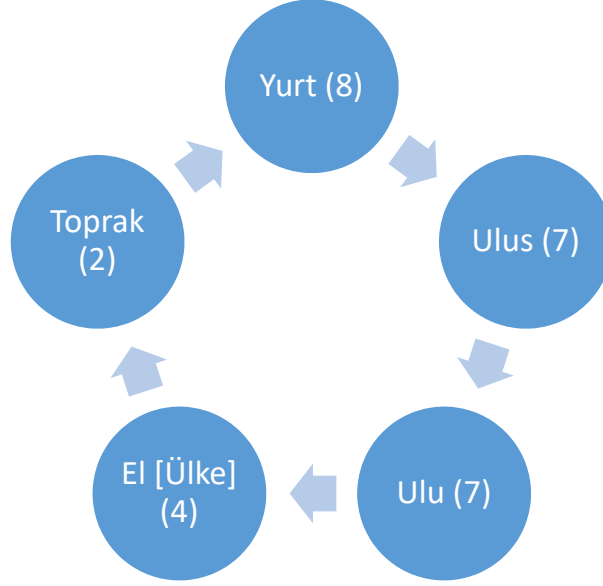 Yurt (8)
Ulus (7)
Ulu (7)
El [Ülke]
(4)
Toprak
(2)